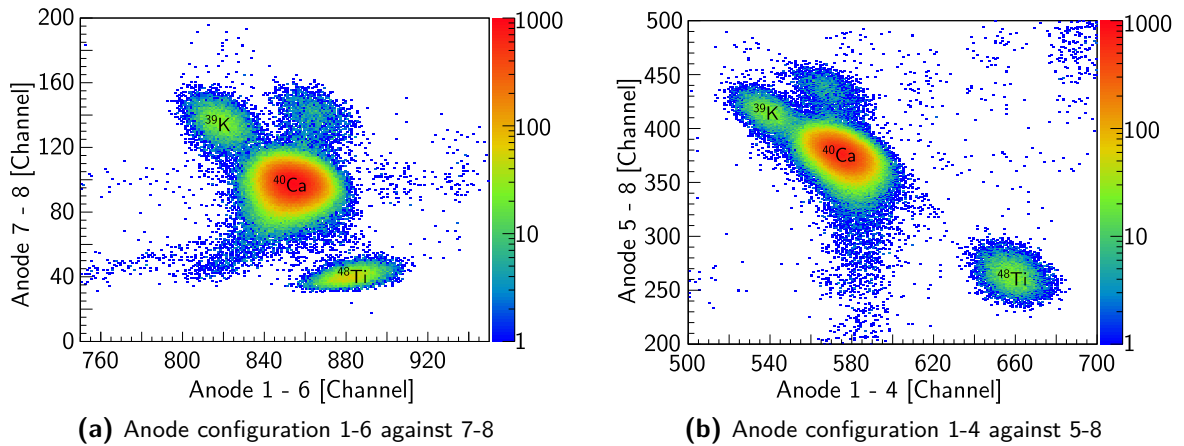 200
160
120
80
40
0
Anode 7 - 8 [Channel]
³⁹K
⁴⁰Ca
⁴⁸Ti
760 800 840 880 920
Anode 1 - 6 [Channel]
1000
100
10
1
(a) Anode configuration 1-6 against 7-8
500
450
400
350
300
250
200
Anode 5 - 8 [Channel]
³⁹K
⁴⁰Ca
⁴⁸Ti
500 540 580 620 660 700
Anode 1 - 4 [Channel]
1000
100
10
1
(b) Anode configuration 1-4 against 5-8